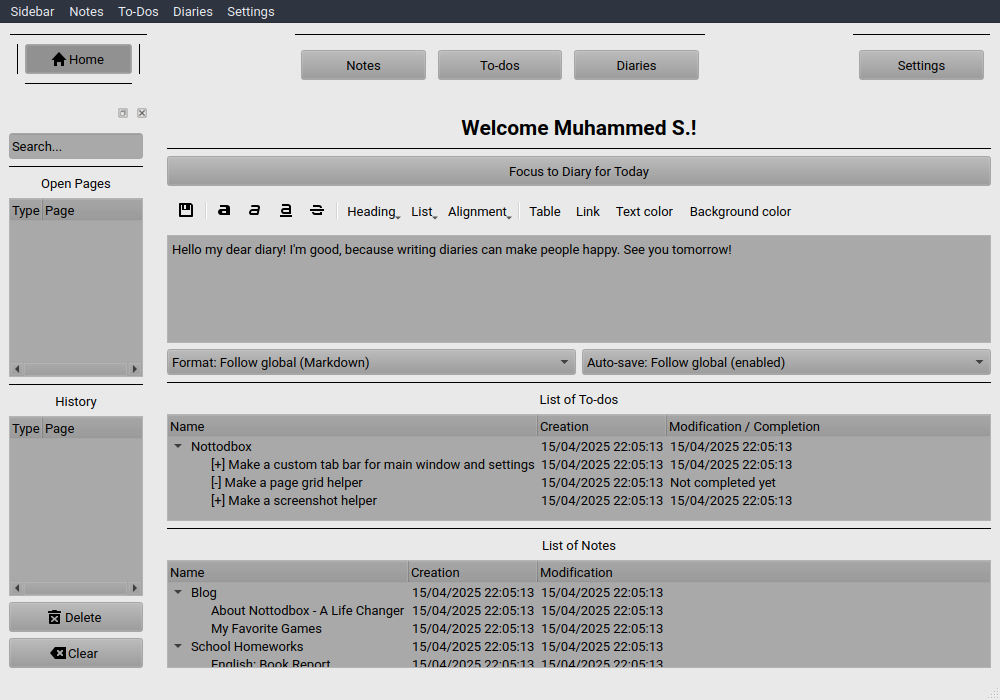 Sidebar Notes To-Dos Diaries Settings
Home
Notes To-dos Diaries Settings
Search...
Open Pages
Type Page
History
Type Page
Delete
Clear
Welcome Muhammed S.!
Focus to Diary for Today
a a a a Heading List Alignment Table Link Text color Background color
Hello my dear diary! I'm good, because writing diaries can make people happy. See you tomorrow!
Format: Follow global (Markdown) Auto-save: Follow global (enabled)
List of To-dos
Name Creation Modification / Completion
Nottodbox 15/04/2025 22:05:13 15/04/2025 22:05:13
[+] Make a custom tab bar for main window and settings 15/04/2025 22:05:13 15/04/2025 22:05:13
[-] Make a page grid helper 15/04/2025 22:05:13 Not completed yet
[+] Make a screenshot helper 15/04/2025 22:05:13 15/04/2025 22:05:13
List of Notes
Name Creation Modification
Blog 15/04/2025 22:05:13 15/04/2025 22:05:13
About Nottodbox - A Life Changer 15/04/2025 22:05:13 15/04/2025 22:05:13
My Favorite Games 15/04/2025 22:05:13 15/04/2025 22:05:13
School Homeworks 15/04/2025 22:05:13 15/04/2025 22:05:13
English: Book Report 15/04/2025 22:05:13 15/04/2025 22:05:13